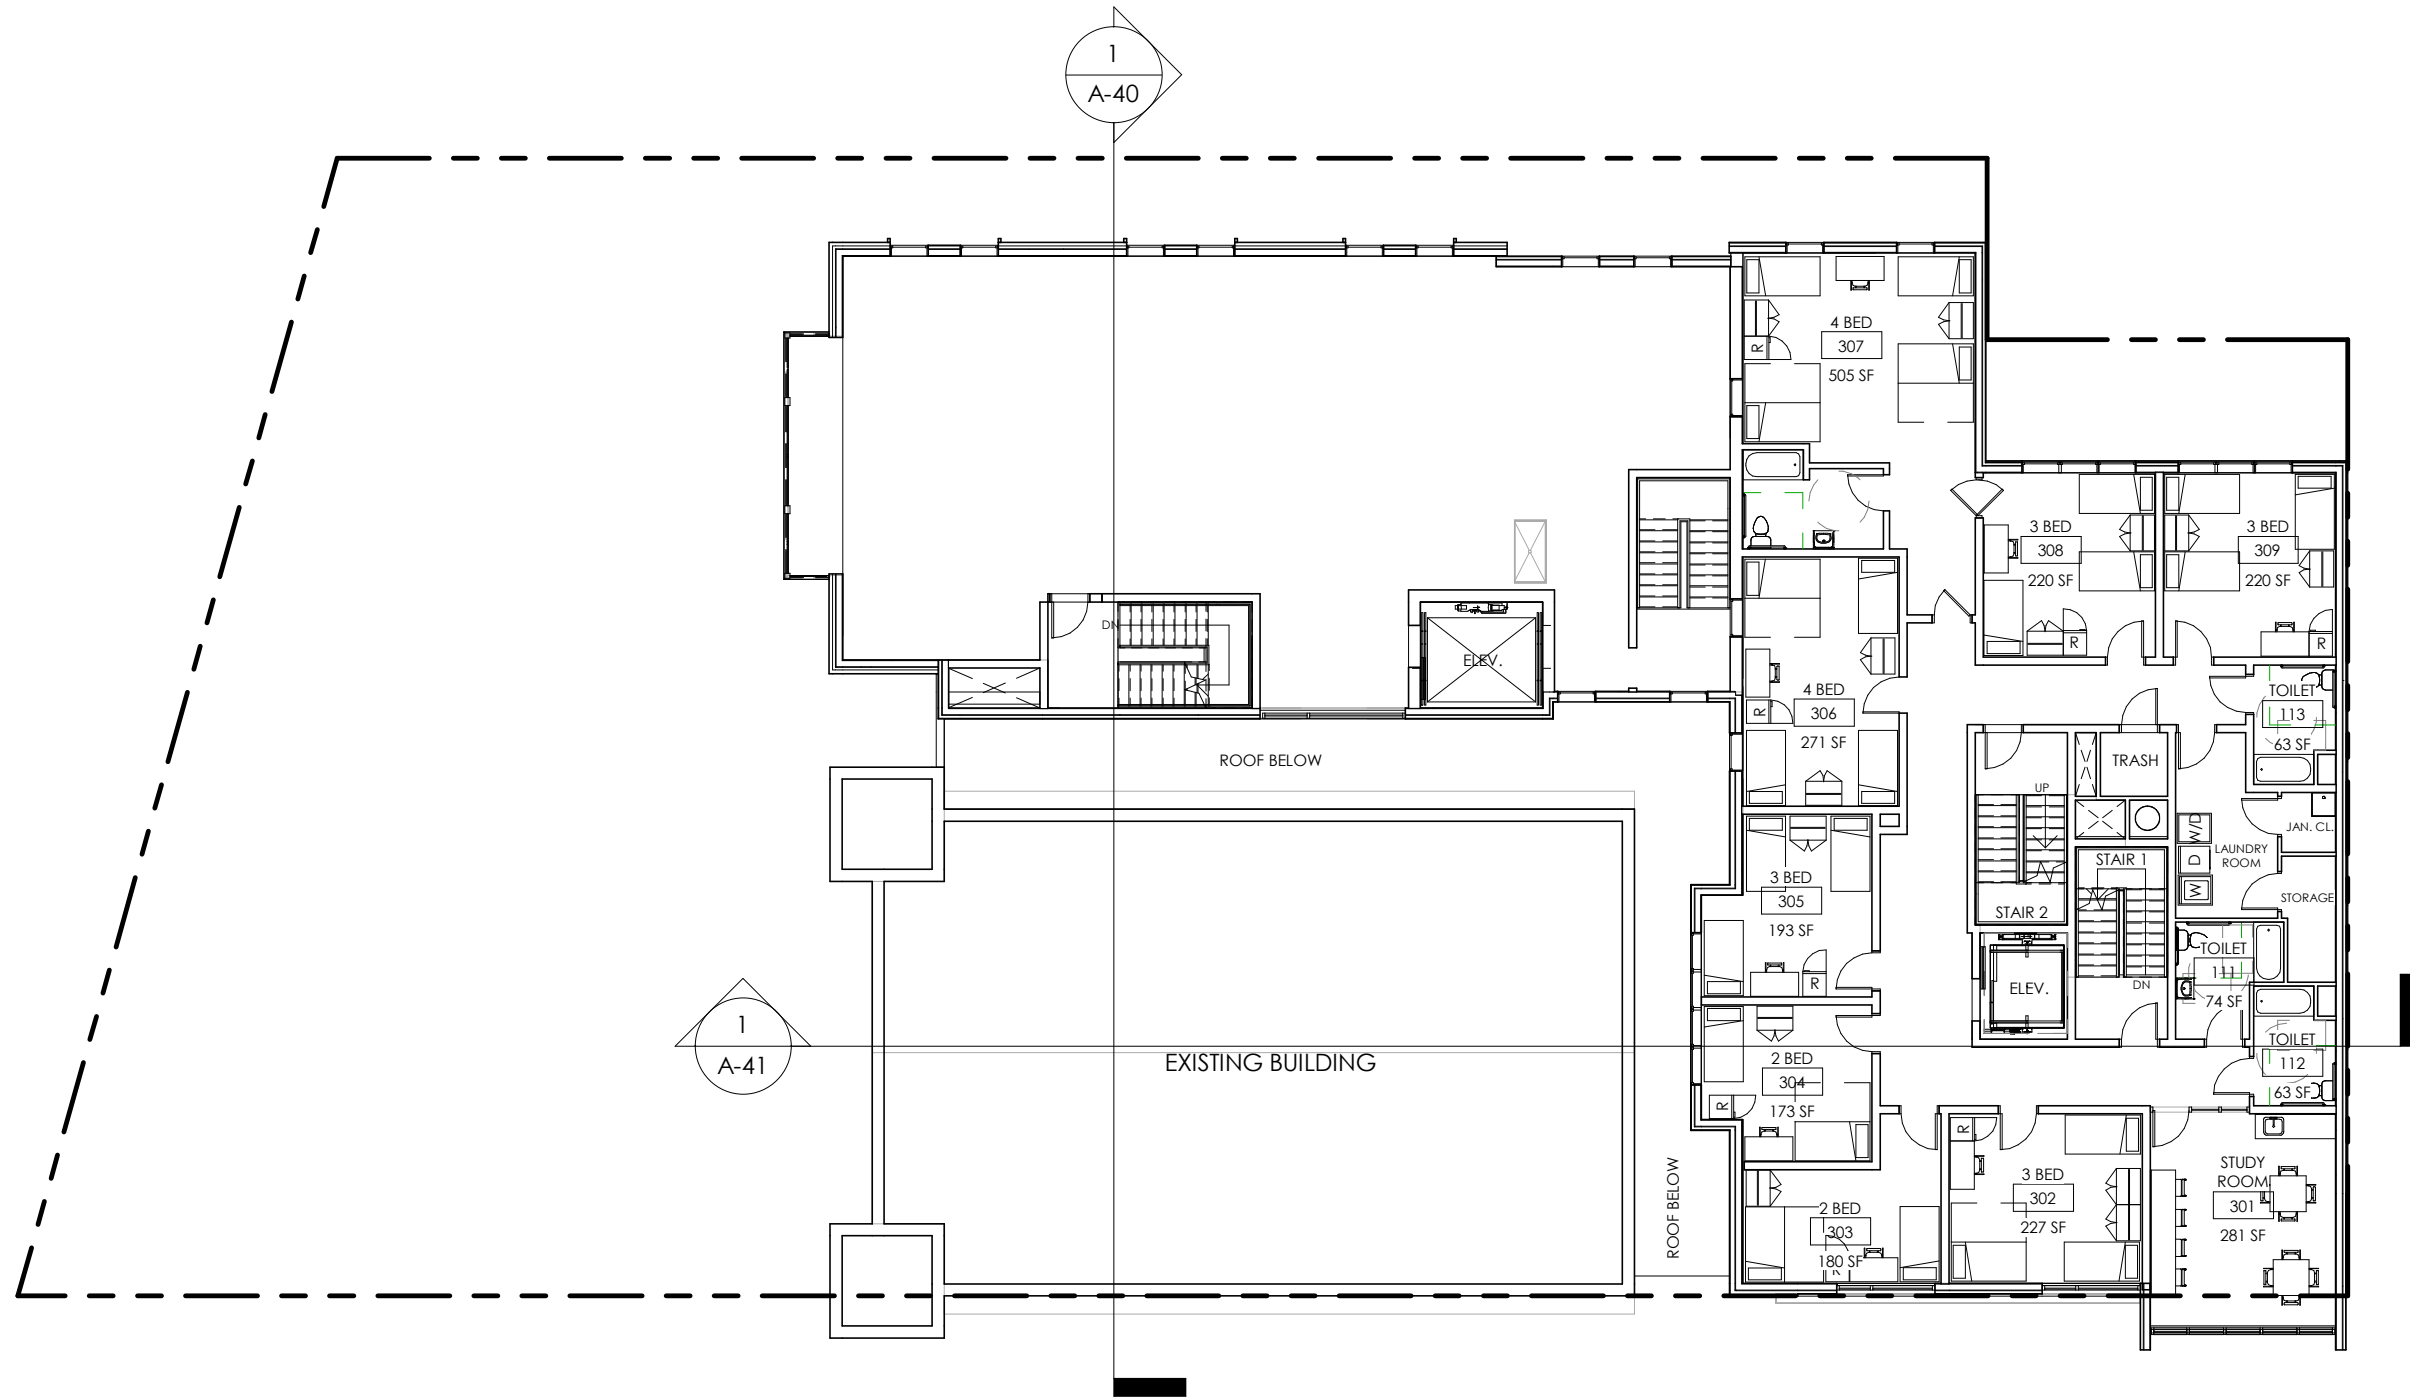 1
A-40
4 BED
307
505 SF
R
3 BED
308
220 SF
R
3 BED
309
220 SF
R
DN
ELEV.
4 BED
306
271 SF
R
TOILET
113
63 SF
ROOF BELOW
TRASH
UP
JAN. CL.
W/D
D
W
LAUNDRY
ROOM
STAIR 1
STAIR 2
STORAGE
3 BED
305
193 SF
R
TOILET
111
74 SF
DN
ELEV.
1
A-41
EXISTING BUILDING
2 BED
304
173 SF
R
TOILET
112
63 SF
ROOF BELOW
2 BED
303
180 SF
R
3 BED
302
227 SF
R
STUDY
ROOM
301
281 SF